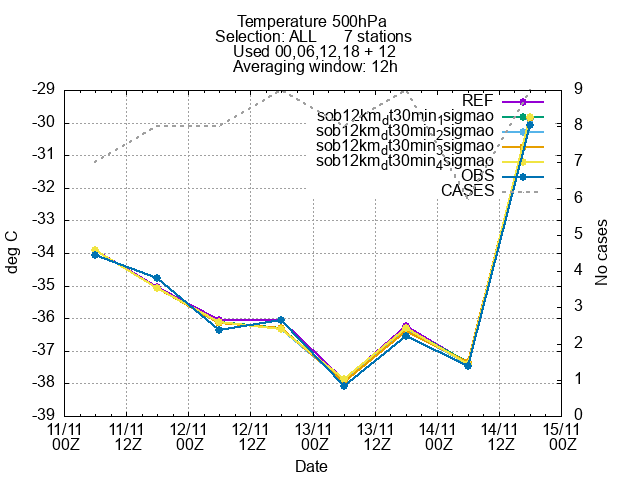 Temperature 500hPa
Selection: ALL 7 stations
Used 00,06,12,18 + 12
Averaging window: 12h
-29
-30
-31
-32
-33
-34
-35
-36
-37
-38
-39
deg C
REF
sob12km_dt30min_1sigmao
sob12km_dt30min_2sigmao
sob12km_dt30min_3sigmao
sob12km_dt30min_4sigmao
OBS
CASES
9
8
7
6
5
4
3
2
1
0
No cases
11/11 11/11 12/11 12/11 13/11 13/11 14/11 14/11 15/11
00Z 12Z 00Z 12Z 00Z 12Z 00Z 12Z 00Z
Date